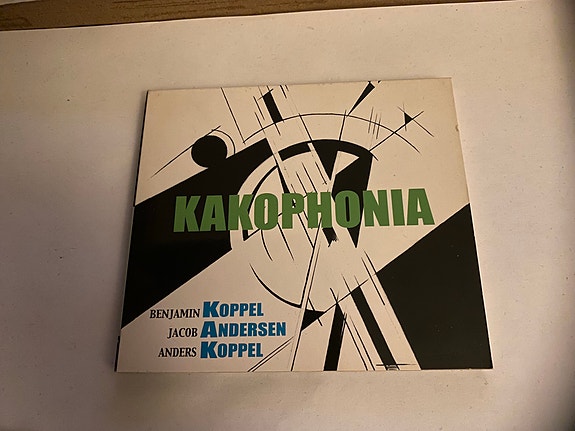 KAKOPHONIA
BENJAMIN KOPPEL
JACOB ANDERSEN
ANDERS KOPPEL